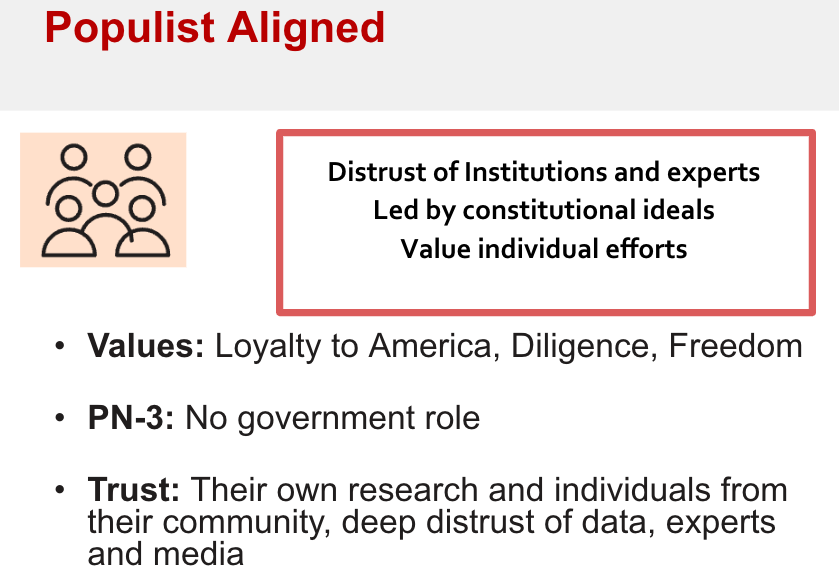 Populist Aligned
Distrust of Institutions and experts
Led by constitutional ideals
Value individual efforts
• Values: Loyalty to America, Diligence, Freedom
• PN-3: No government role
• Trust: Their own research and individuals from
their community, deep distrust of data, experts
and media